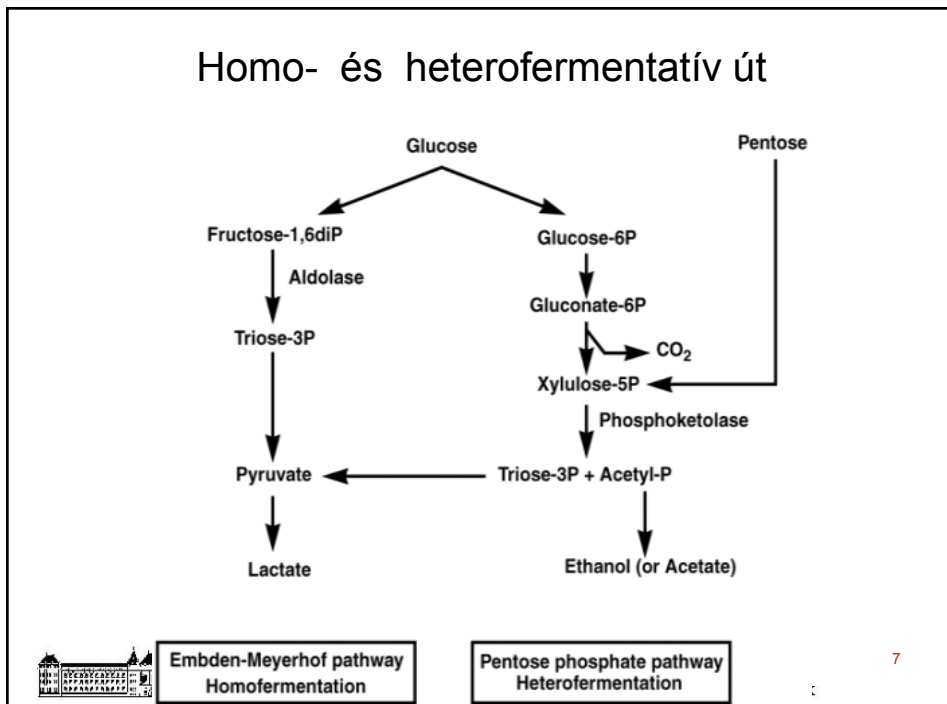 Homo- és heterofermentatív út
Glucose
Pentose
Fructose-1,6diP
Glucose-6P
Aldolase
Gluconate-6P
Triose-3P
CO₂
Xylulose-5P
Phosphoketolase
Pyruvate
Triose-3P + Acetyl-P
Lactate
Ethanol (or Acetate)
Embden-Meyerhof pathway
Homofermentation
Pentose phosphate pathway
Heterofermentation
7